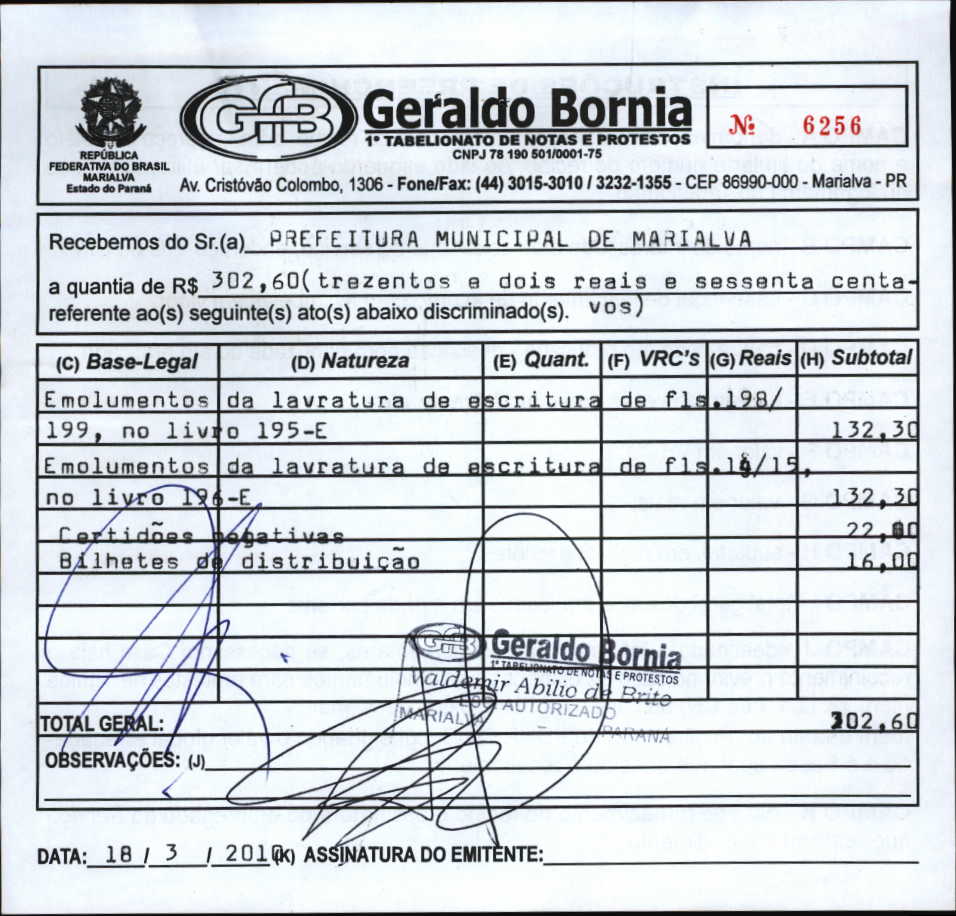 GfB Geraldo Bornia
1º TABELIONATO DE NOTAS E PROTESTOS
CNPJ 78 190 501/0001-75
Nº 6256
REPÚBLICA
FEDERATIVA DO BRASIL
MARIALVA
Estado do Paraná
Av. Cristóvão Colombo, 1306 - Fone/Fax: (44) 3015-3010 / 3232-1355 - CEP 86990-000 - Marialva - PR
Recebemos do Sr.(a) PREFEITURA MUNICIPAL DE MARIALVA
a quantia de R$ 302,60(trezentos e dois reais e sessenta centa-
referente ao(s) seguinte(s) ato(s) abaixo discriminado(s). vos)
(C) Base-Legal (D) Natureza (E) Quant. (F) VRC's (G) Reais (H) Subtotal
Emolumentos da lavratura de escritura de fls.198/
199, no livro 195-E 132,30
Emolumentos da lavratura de escritura de fls.14/15,
no livro 196-E 132,30
Certidões negativas 22,00
Bilhetes de distribuição 16,00
GfB Geraldo Bornia
1º TABELIONATO DE NOTAS E PROTESTOS
Valdemir Abilio de Brito
ESC. AUTORIZADO
MARIALVA - PARANÁ
TOTAL GERAL: 302,60
OBSERVAÇÕES: (J)
DATA: 18 / 3 / 2010 (K) ASSINATURA DO EMITENTE: